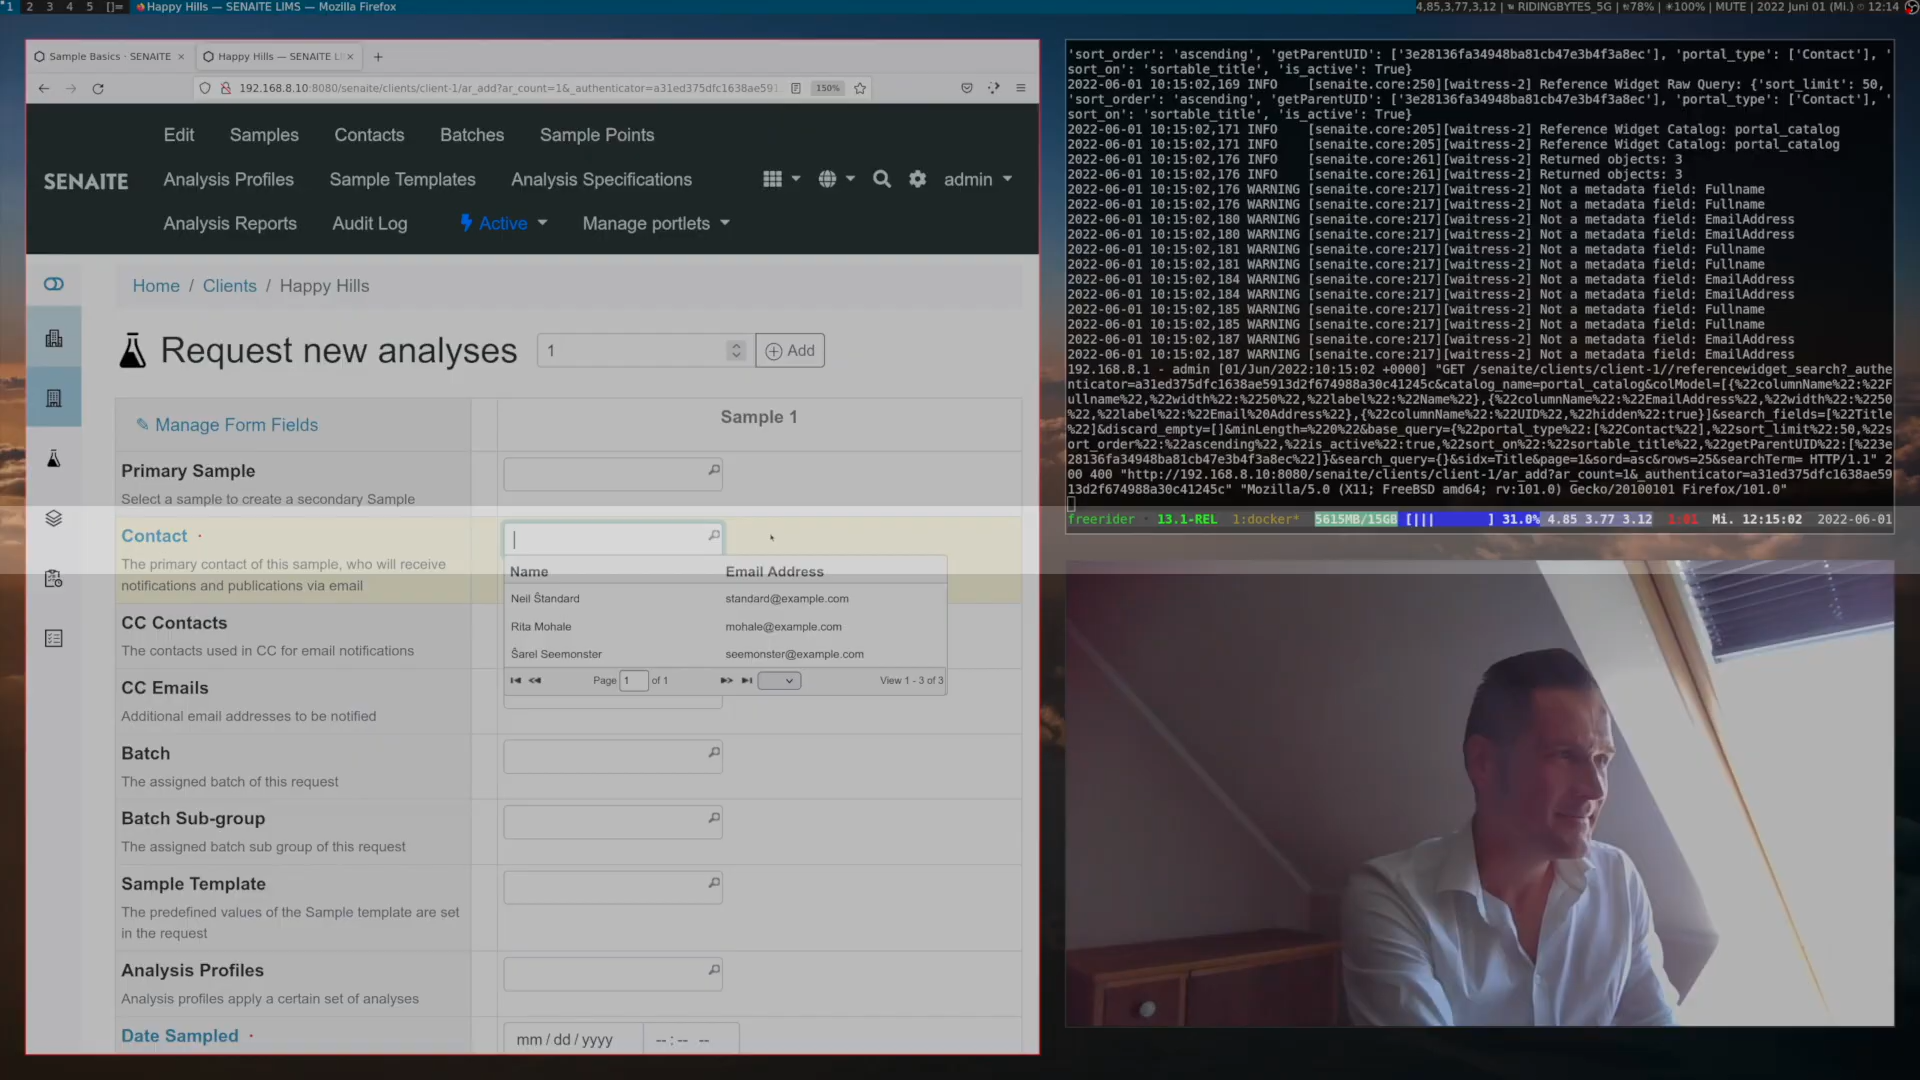 1 2 3 4 5 []= Happy Hills — SENAITE LIMS — Mozilla Firefox
4,85,3,77,3,12 | RIDINGBYTES_5G | 78% | 100% | MUTE | 2022 Juni 01 (Mi.) 12:14
Sample Basics · SENAITE ×
Happy Hills — SENAITE LI ×
192.168.8.10:8080/senaite/clients/client-1/ar_add?ar_count=1&_authenticator=a31ed375dfc1638ae591
150%
Edit Samples Contacts Batches Sample Points
SENAITE
Analysis Profiles Sample Templates Analysis Specifications
admin
Analysis Reports Audit Log Active Manage portlets
Home / Clients / Happy Hills
Request new analyses
1
Add
Manage Form Fields
Sample 1
Primary Sample
Select a sample to create a secondary Sample
Contact
The primary contact of this sample, who will receive
notifications and publications via email
Name Email Address
Neil Štandard standard@example.com
Rita Mohale mohale@example.com
Šarel Seemonster seemonster@example.com
Page 1 of 1
View 1 - 3 of 3
CC Contacts
The contacts used in CC for email notifications
CC Emails
Additional email addresses to be notified
Batch
The assigned batch of this request
Batch Sub-group
The assigned batch sub group of this request
Sample Template
The predefined values of the Sample template are set
in the request
Analysis Profiles
Analysis profiles apply a certain set of analyses
Date Sampled
mm / dd / yyyy
-- : -- --
'sort_order': 'ascending', 'getParentUID': ['3e28136fa34948ba81cb47e3b4f3a8ec'], 'portal_type': ['Contact'], '
sort_on': 'sortable_title', 'is_active': True}
2022-06-01 10:15:02,169 INFO [senaite.core:250][waitress-2] Reference Widget Raw Query: {'sort_limit': 50,
'sort_order': 'ascending', 'getParentUID': ['3e28136fa34948ba81cb47e3b4f3a8ec'], 'portal_type': ['Contact'], '
sort_on': 'sortable_title', 'is_active': True}
2022-06-01 10:15:02,171 INFO [senaite.core:205][waitress-2] Reference Widget Catalog: portal_catalog
2022-06-01 10:15:02,171 INFO [senaite.core:205][waitress-2] Reference Widget Catalog: portal_catalog
2022-06-01 10:15:02,176 INFO [senaite.core:261][waitress-2] Returned objects: 3
2022-06-01 10:15:02,176 INFO [senaite.core:261][waitress-2] Returned objects: 3
2022-06-01 10:15:02,176 WARNING [senaite.core:217][waitress-2] Not a metadata field: Fullname
2022-06-01 10:15:02,176 WARNING [senaite.core:217][waitress-2] Not a metadata field: Fullname
2022-06-01 10:15:02,180 WARNING [senaite.core:217][waitress-2] Not a metadata field: EmailAddress
2022-06-01 10:15:02,180 WARNING [senaite.core:217][waitress-2] Not a metadata field: EmailAddress
2022-06-01 10:15:02,181 WARNING [senaite.core:217][waitress-2] Not a metadata field: Fullname
2022-06-01 10:15:02,181 WARNING [senaite.core:217][waitress-2] Not a metadata field: Fullname
2022-06-01 10:15:02,184 WARNING [senaite.core:217][waitress-2] Not a metadata field: EmailAddress
2022-06-01 10:15:02,184 WARNING [senaite.core:217][waitress-2] Not a metadata field: EmailAddress
2022-06-01 10:15:02,185 WARNING [senaite.core:217][waitress-2] Not a metadata field: Fullname
2022-06-01 10:15:02,185 WARNING [senaite.core:217][waitress-2] Not a metadata field: Fullname
2022-06-01 10:15:02,187 WARNING [senaite.core:217][waitress-2] Not a metadata field: EmailAddress
2022-06-01 10:15:02,187 WARNING [senaite.core:217][waitress-2] Not a metadata field: EmailAddress
192.168.8.1 - admin [01/Jun/2022:10:15:02 +0000] "GET /senaite/clients/client-1//referencewidget_search?_authe
nticator=a31ed375dfc1638ae5913d2f674988a30c41245c&catalog_name=portal_catalog&colModel=[{%22columnName%22:%22F
ullname%22,%22width%22:%2250%22,%22label%22:%22Name%22},{%22columnName%22:%22EmailAddress%22,%22width%22:%2250
%22,%22label%22:%22Email%20Address%22},{%22columnName%22:%22UID%22,%22hidden%22:true}]&search_fields=[%22Title
%22]&discard_empty=[]&minLength=%220%22&base_query={%22portal_type%22:[%22Contact%22],%22sort_limit%22:50,%22s
ort_order%22:%22ascending%22,%22is_active%22:true,%22sort_on%22:%22sortable_title%22,%22getParentUID%22:[%223e
28136fa34948ba81cb47e3b4f3a8ec%22]}&search_query={}&sidx=Title&page=1&sord=asc&rows=25&searchTerm= HTTP/1.1" 2
00 400 "http://192.168.8.10:8080/senaite/clients/client-1/ar_add?ar_count=1&_authenticator=a31ed375dfc1638ae59
13d2f674988a30c41245c" "Mozilla/5.0 (X11; FreeBSD amd64; rv:101.0) Gecko/20100101 Firefox/101.0"
freerider · 13.1-REL 1:docker* 5615MB/15GB [||| ] 31.0% 4.85 3.77 3.12 1:01 Mi. 12:15:02 2022-06-01